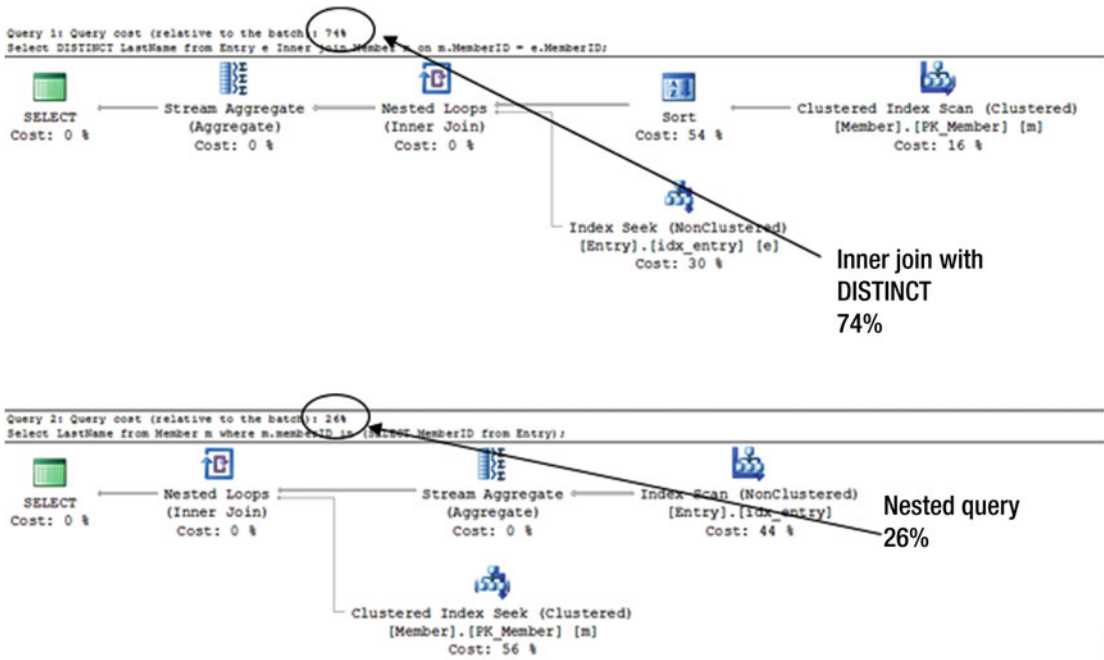 Query 1: Query cost (relative to the batch): 74%
Select DISTINCT LastName from Entry e Inner join Member m on m.MemberID = e.MemberID;
SELECT
Cost: 0 %
Stream Aggregate
(Aggregate)
Cost: 0 %
Nested Loops
(Inner Join)
Cost: 0 %
Sort
Cost: 54 %
Clustered Index Scan (Clustered)
[Member].[PK_Member] [m]
Cost: 16 %
Index Seek (NonClustered)
[Entry].[idx_entry] [e]
Cost: 30 %
Inner join with
DISTINCT
74%
Query 2: Query cost (relative to the batch): 26%
Select LastName from Member m where m.memberID in (SELECT MemberID from Entry);
SELECT
Cost: 0 %
Nested Loops
(Inner Join)
Cost: 0 %
Stream Aggregate
(Aggregate)
Cost: 0 %
Index Scan (NonClustered)
[Entry].[idx_entry]
Cost: 44 %
Clustered Index Seek (Clustered)
[Member].[PK_Member] [m]
Cost: 56 %
Nested query
26%